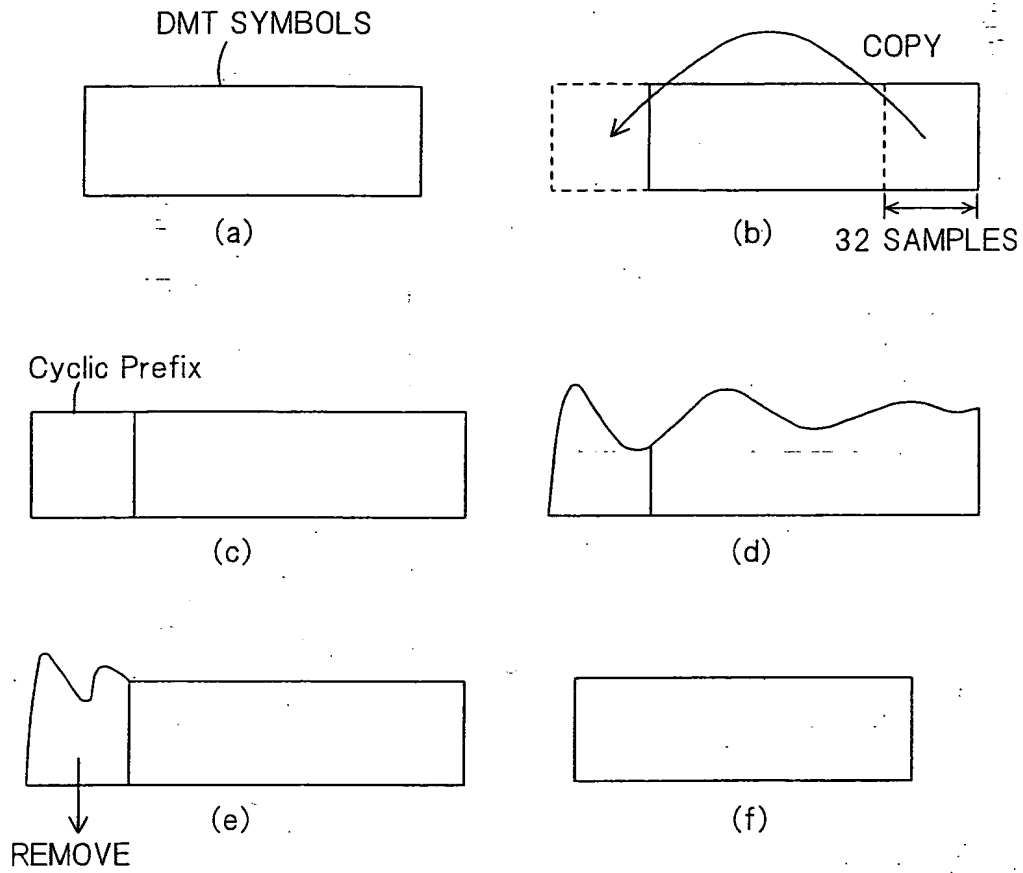 DMT SYMBOLS
COPY
(a)
(b)
32 SAMPLES
Cyclic Prefix
(c)
(d)
(e)
(f)
REMOVE